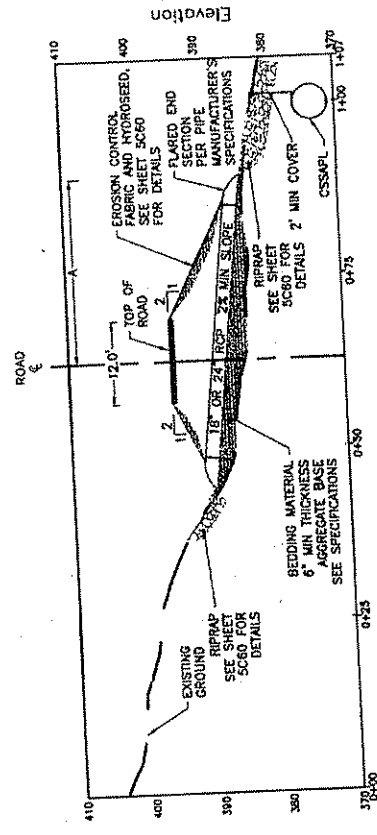 ROAD
℄
12.0'
A
TOP OF
ROAD
2
1
2
1
EROSION CONTROL
FABRIC AND HYDROSEED,
SEE SHEET 5C60
FOR DETAILS
FLARED END
SECTION
PER PIPE
MANUFACTURER'S
SPECIFICATIONS
EXISTING
GROUND
RIPRAP
SEE SHEET
5C60 FOR
DETAILS
18" OR 24" RCP 2% MIN SLOPE
BEDDING MATERIAL
6" MIN THICKNESS
AGGREGATE BASE
SEE SPECIFICATIONS
RIPRAP
SEE SHEET
5C60 FOR
DETAILS
2' MIN COVER
CSSAPL
410
400
390
380
370
410
400
390
380
Elevation
0+00
0+25
0+50
0+75
1+00
1+07